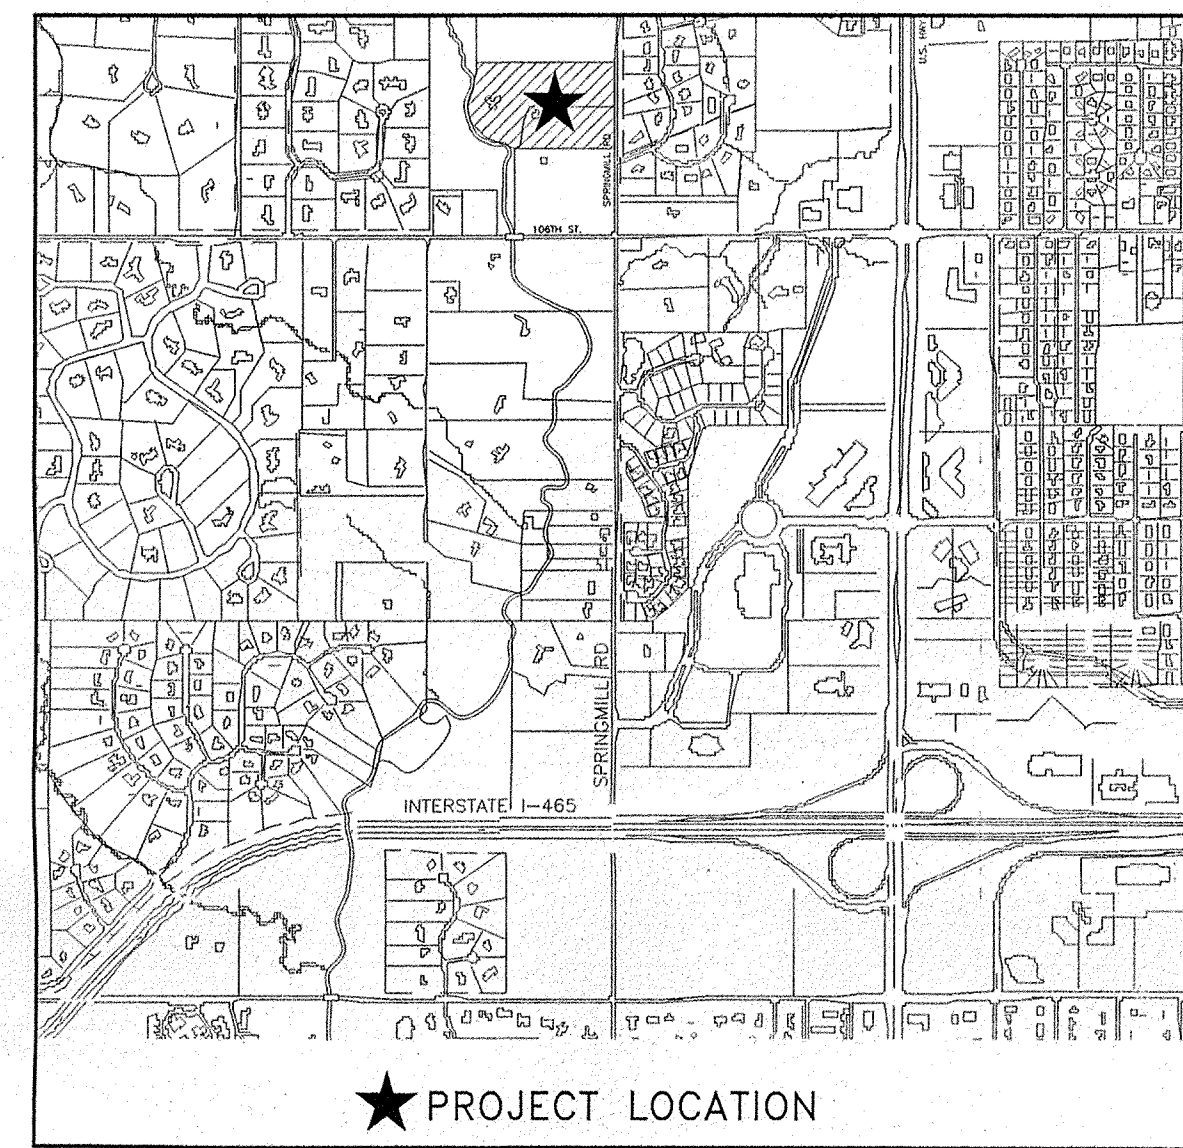 U.S. HWY
SPRINGMILL RD
106TH ST.
SPRINGMILL RD
INTERSTATE I-465
PROJECT LOCATION